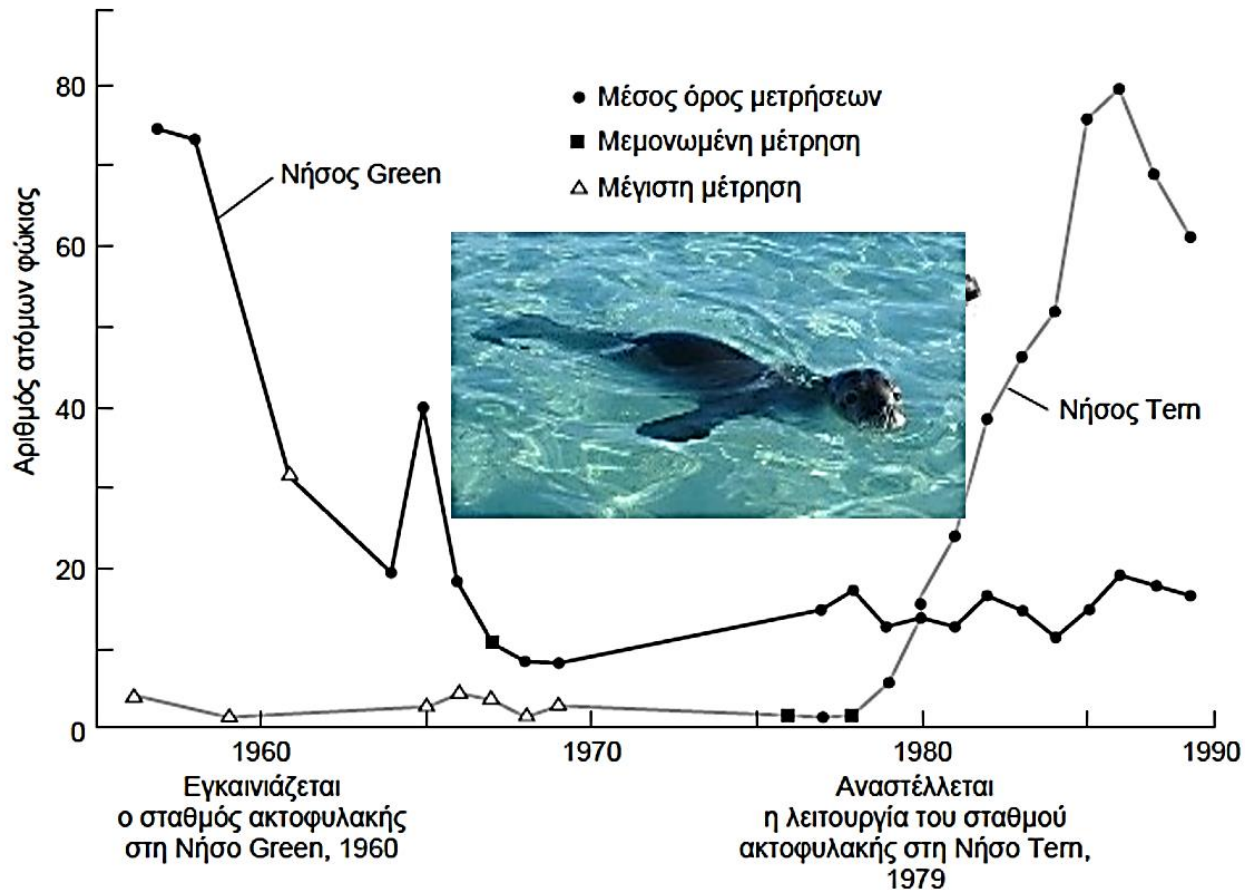 80
60
40
20
0
Αριθμός ατόμων φώκιας
Μέσος όρος μετρήσεων
Μεμονωμένη μέτρηση
Μέγιστη μέτρηση
Νήσος Green
Νήσος Tern
1960
1970
1980
1990
Εγκαινιάζεται
ο σταθμός ακτοφυλακής
στη Νήσο Green, 1960
Αναστέλλεται
η λειτουργία του σταθμού
ακτοφυλακής στη Νήσο Tern,
1979